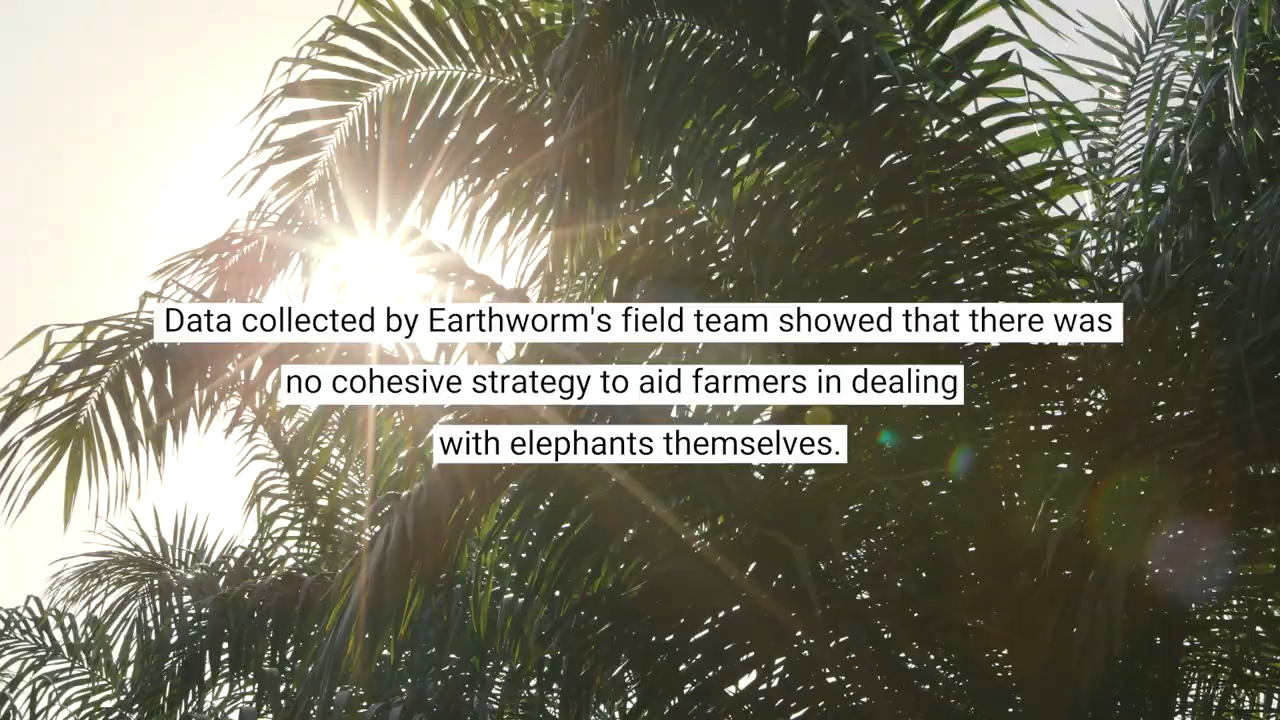 Data collected by Earthworm's field team showed that there was
no cohesive strategy to aid farmers in dealing
with elephants themselves.